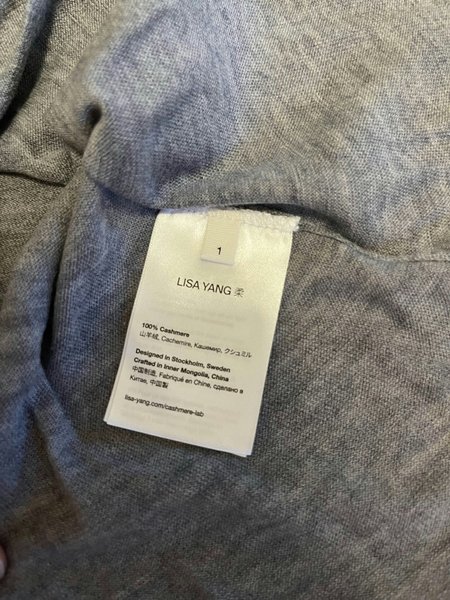 1
LISA YANG 柔
100% Cashmere
山羊绒, Cachemire, Кашемир, クシュミル
Designed in Stockholm, Sweden
Crafted in Inner Mongolia, China
中国制造, Fabriqué en Chine, сделано в
Китае, 中国製
lisa-yang.com/cashmere-lab